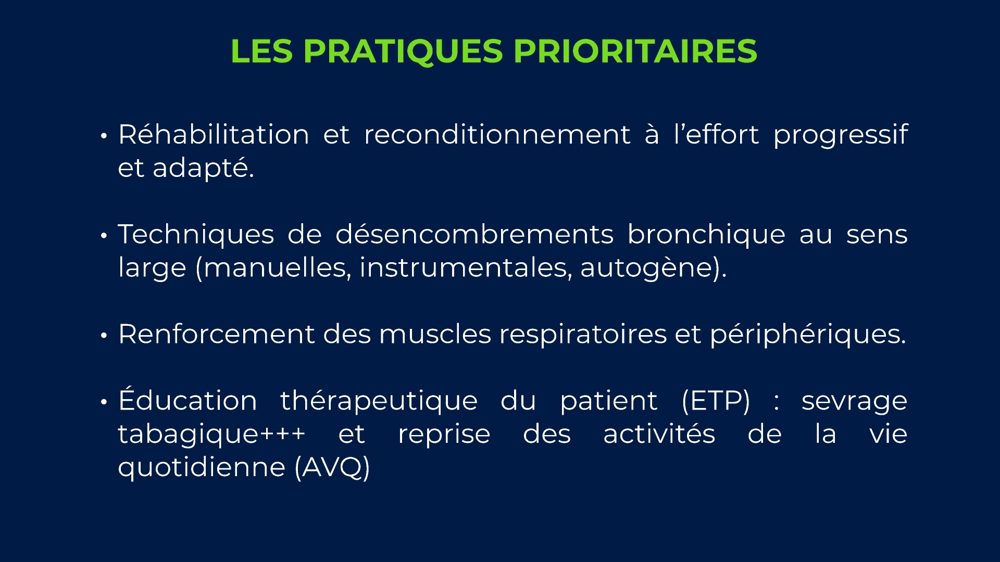 LES PRATIQUES PRIORITAIRES
• Réhabilitation et reconditionnement à l’effort progressif
et adapté.
• Techniques de désencombrements bronchique au sens
large (manuelles, instrumentales, autogène).
• Renforcement des muscles respiratoires et périphériques.
• Éducation thérapeutique du patient (ETP) : sevrage
tabagique+++ et reprise des activités de la vie
quotidienne (AVQ)